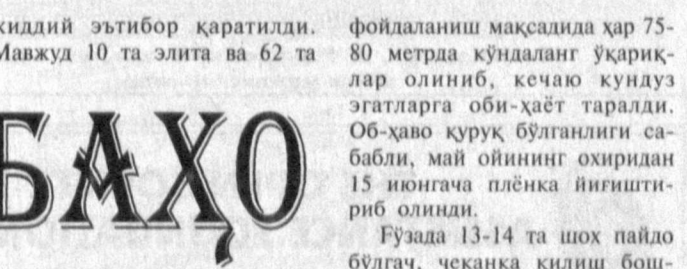 жиддий эътибор қаратилди.
Мавжуд 10 та элита ва 62 та
БАҲО
фойдаланиш мақсадида ҳар 75-
80 метрда кўндаланг ўқариқ-
лар олиниб, кечаю кундуз
эгатларга оби-ҳаёт таралди.
Об-ҳаво қуруқ бўлганлиги са-
бабли, май ойининг охиридан
15 июнгача плёнка йиғишти-
риб олинди.
Ғўзада 13-14 та шох пайдо
бўлгач, чеканка қилиш бош-